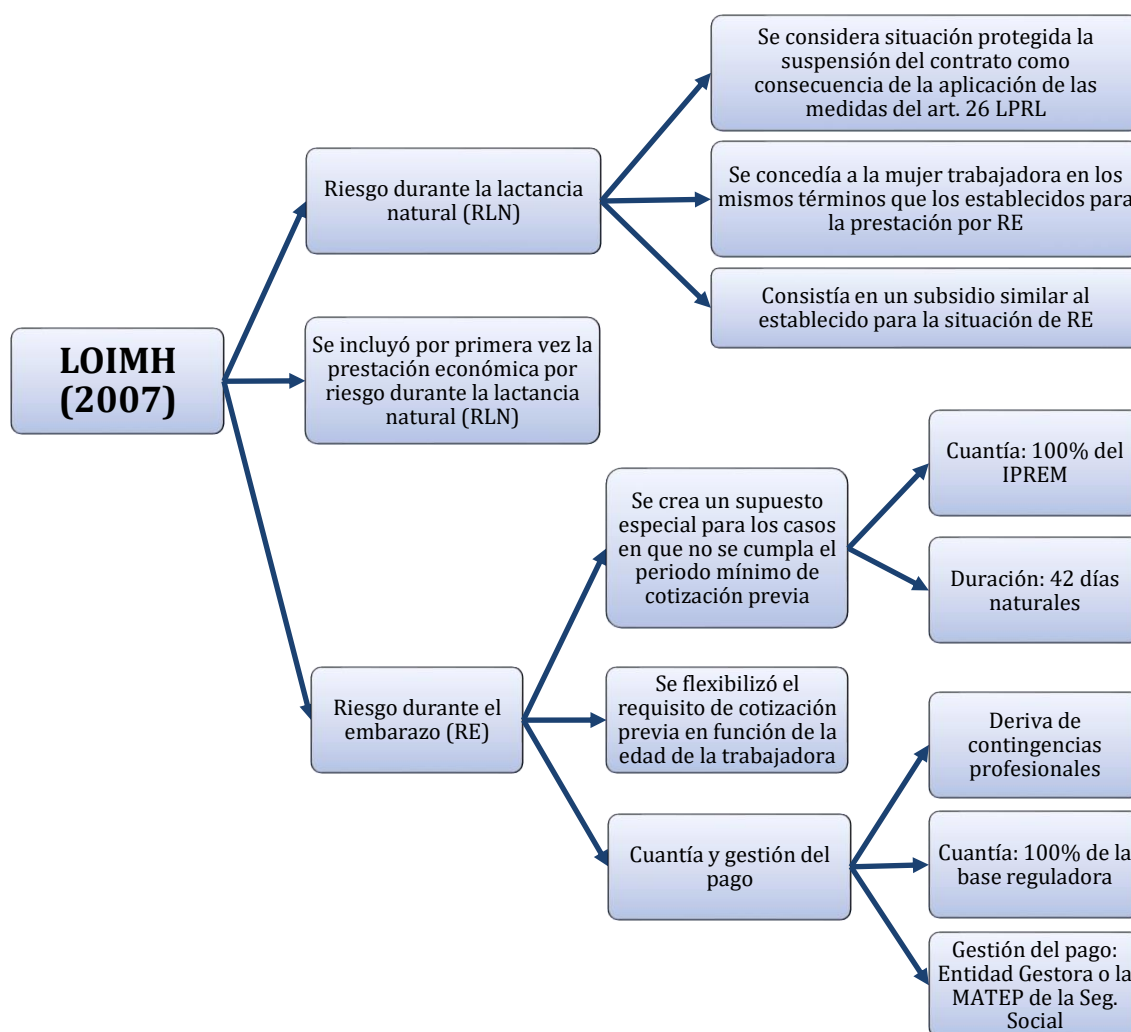 LOIMH
(2007)
Riesgo durante la lactancia
natural (RLN)
Se considera situación protegida la
suspensión del contrato como
consecuencia de la aplicación de las
medidas del art. 26 LPRL
Se concedía a la mujer trabajadora en los
mismos términos que los establecidos para
la prestación por RE
Consistía en un subsidio similar al
establecido para la situación de RE
Se incluyó por primera vez la
prestación económica por
riesgo durante la lactancia
natural (RLN)
Riesgo durante el
embarazo (RE)
Se crea un supuesto
especial para los casos
en que no se cumpla el
periodo mínimo de
cotización previa
Cuantía: 100% del
IPREM
Duración: 42 días
naturales
Se flexibilizó el
requisito de cotización
previa en función de la
edad de la trabajadora
Cuantía y gestión del
pago
Deriva de
contingencias
profesionales
Cuantía: 100% de la
base reguladora
Gestión del pago:
Entidad Gestora o la
MATEP de la Seg.
Social